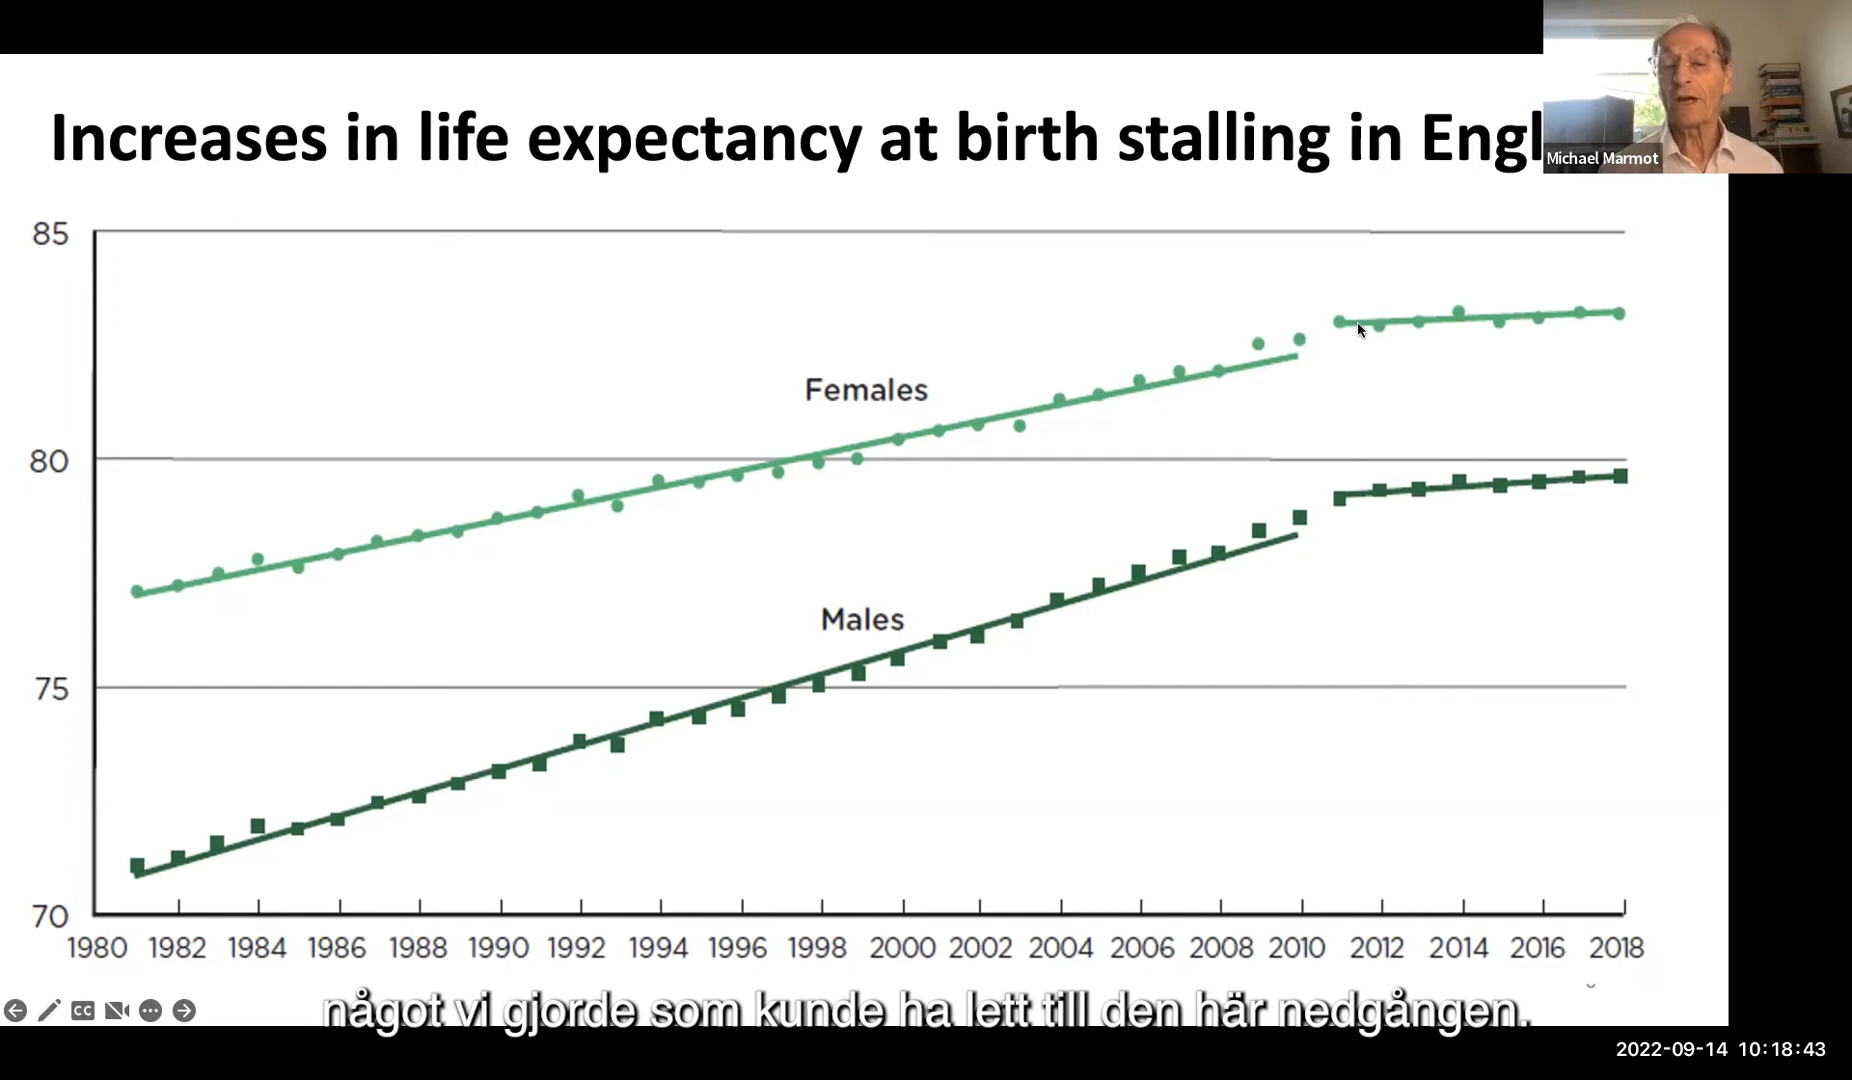 Increases in life expectancy at birth stalling in Engl
Michael Marmot
85
Females
80
Males
75
70
1980 1982 1984 1986 1988 1990 1992 1994 1996 1998 2000 2002 2004 2006 2008 2010 2012 2014 2016 2018
CC
något vi gjorde som kunde ha lett till den här nedgången.
2022-09-14 10:18:43